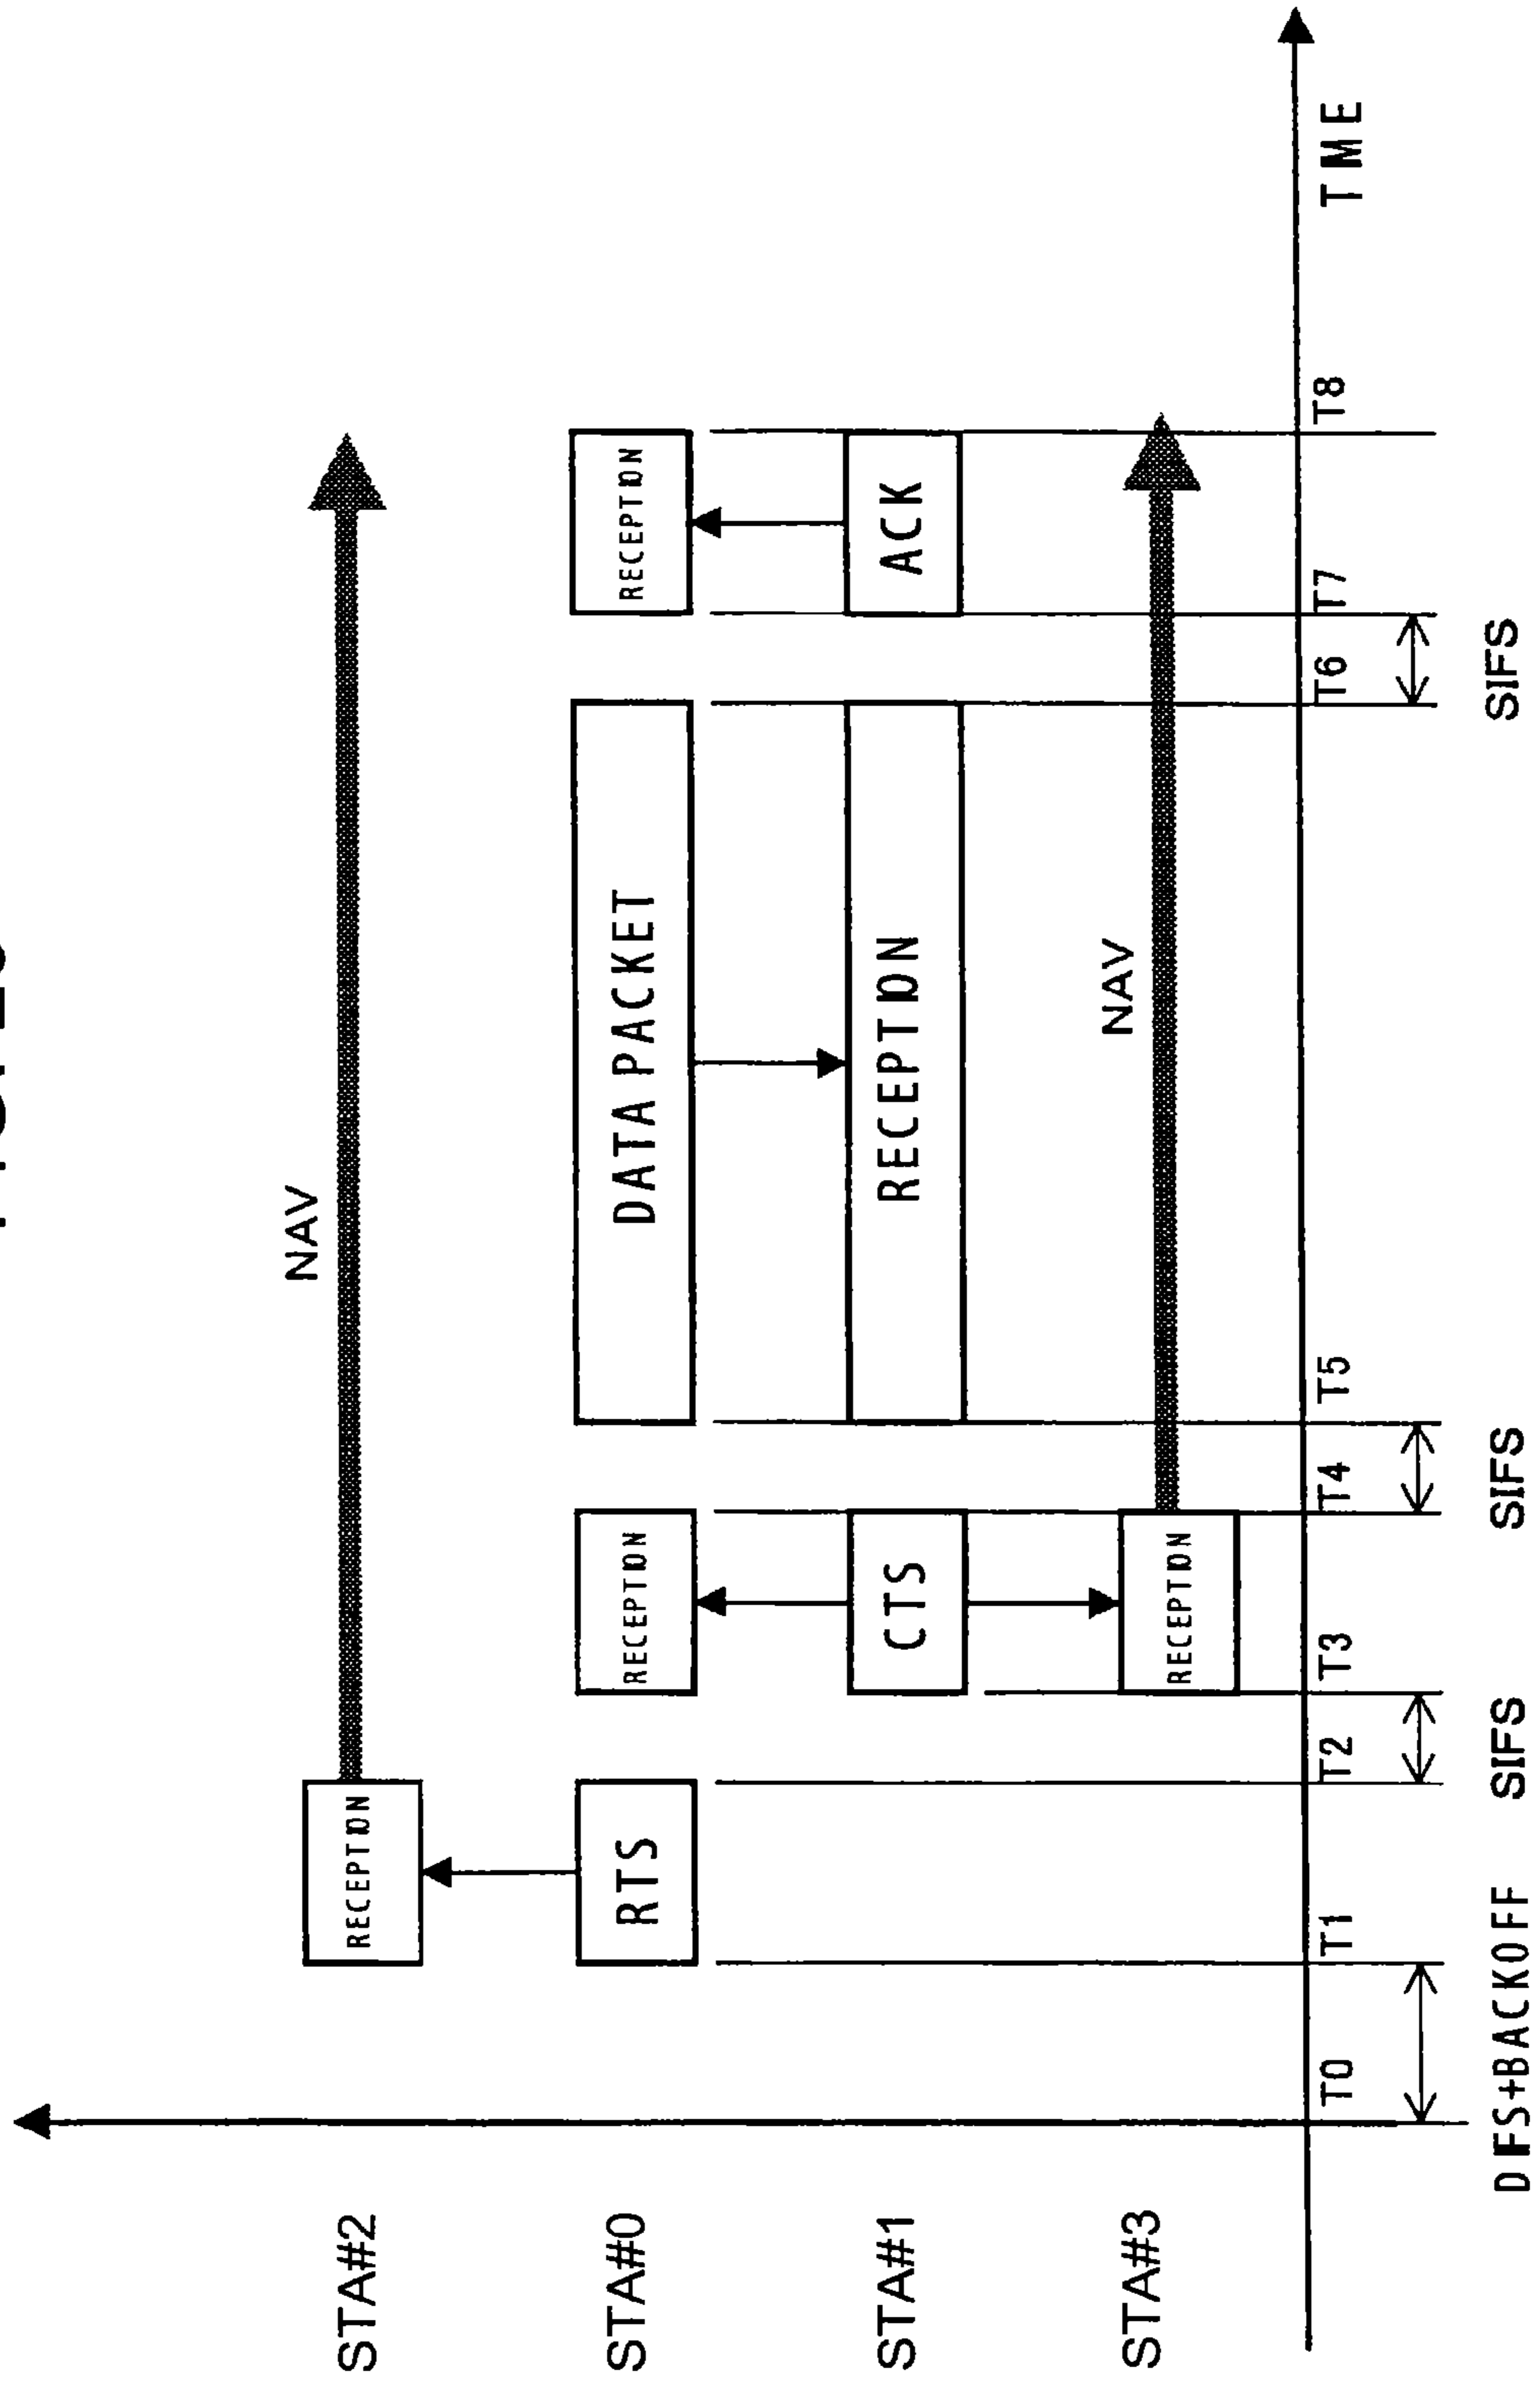 NAV
STA#2
RECEPTION
STA#0
RTS
RECEPTION
DATA PACKET
RECEPTION
STA#1
CTS
RECEPTION
ACK
NAV
STA#3
RECEPTION
T0
T1
T2
T3
T4
T5
T6
T7
T8
TME
DIFS+BACKOFF
SIFS
SIFS
SIFS